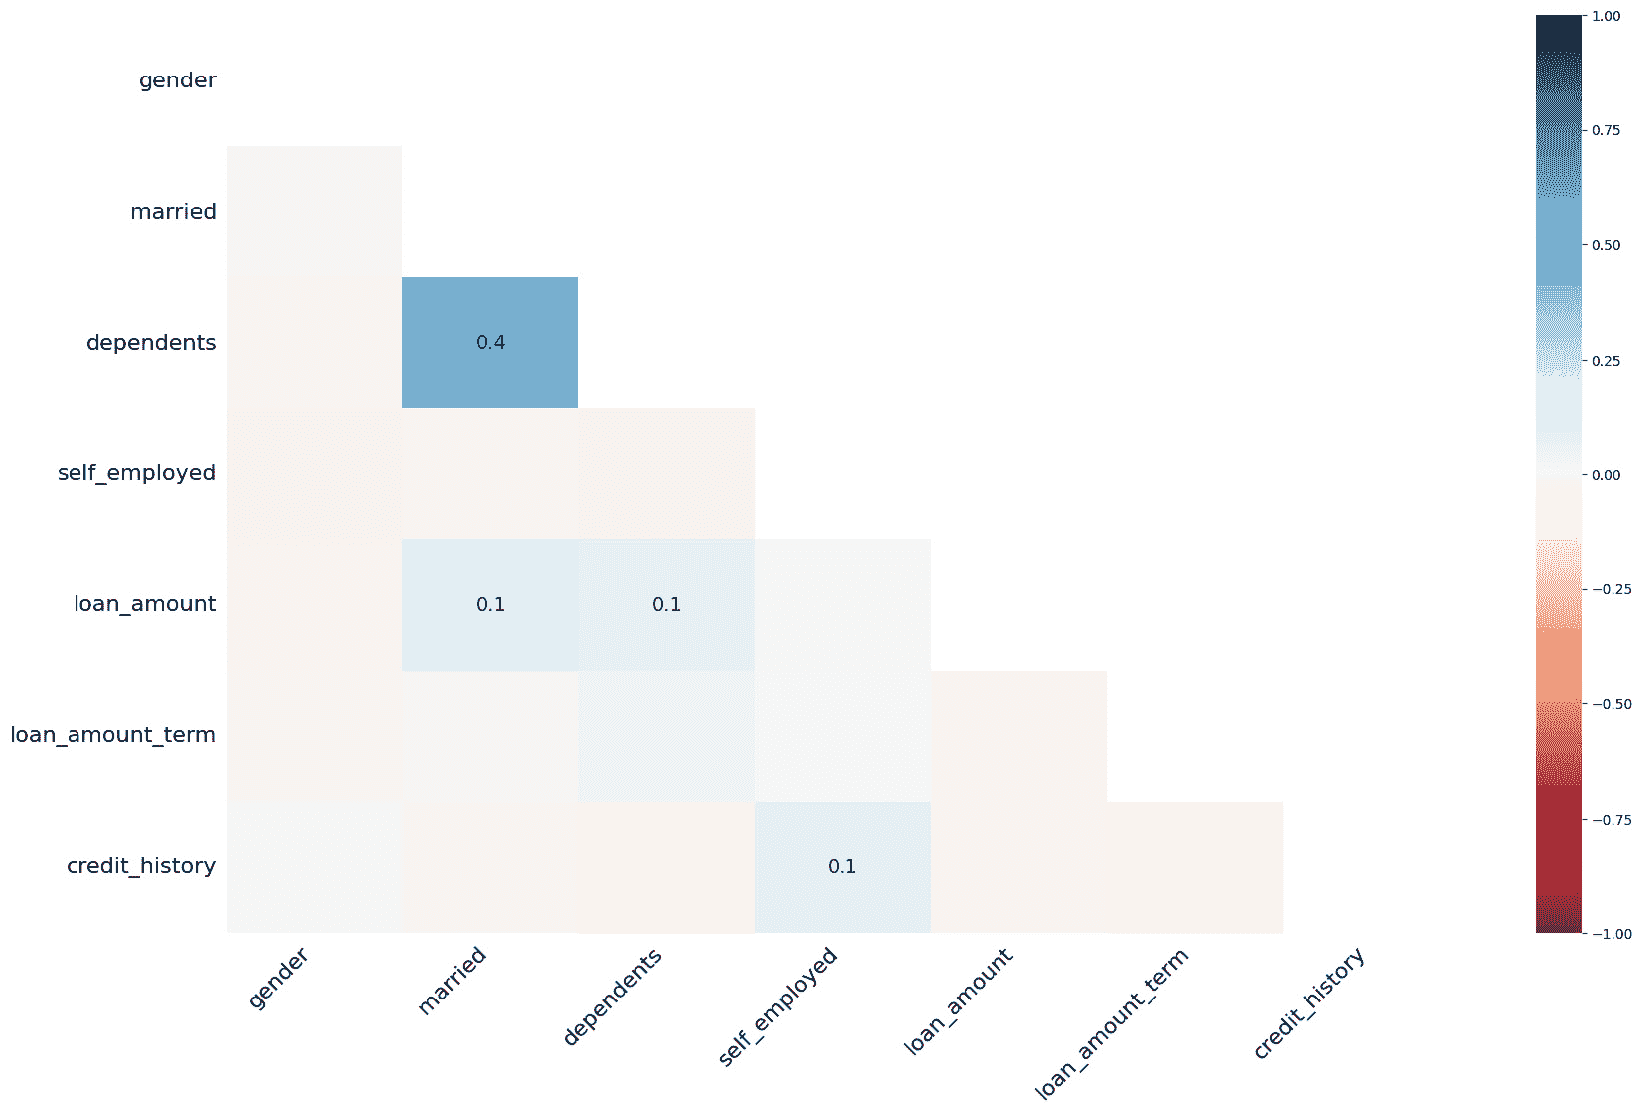 gender
married
dependents
self_employed
loan_amount
loan_amount_term
credit_history
0.4
0.1
0.1
0.1
gender
married
dependents
self_employed
loan_amount
loan_amount_term
credit_history
1.00
0.75
0.50
0.25
0.00
−0.25
−0.50
−0.75
−1.00